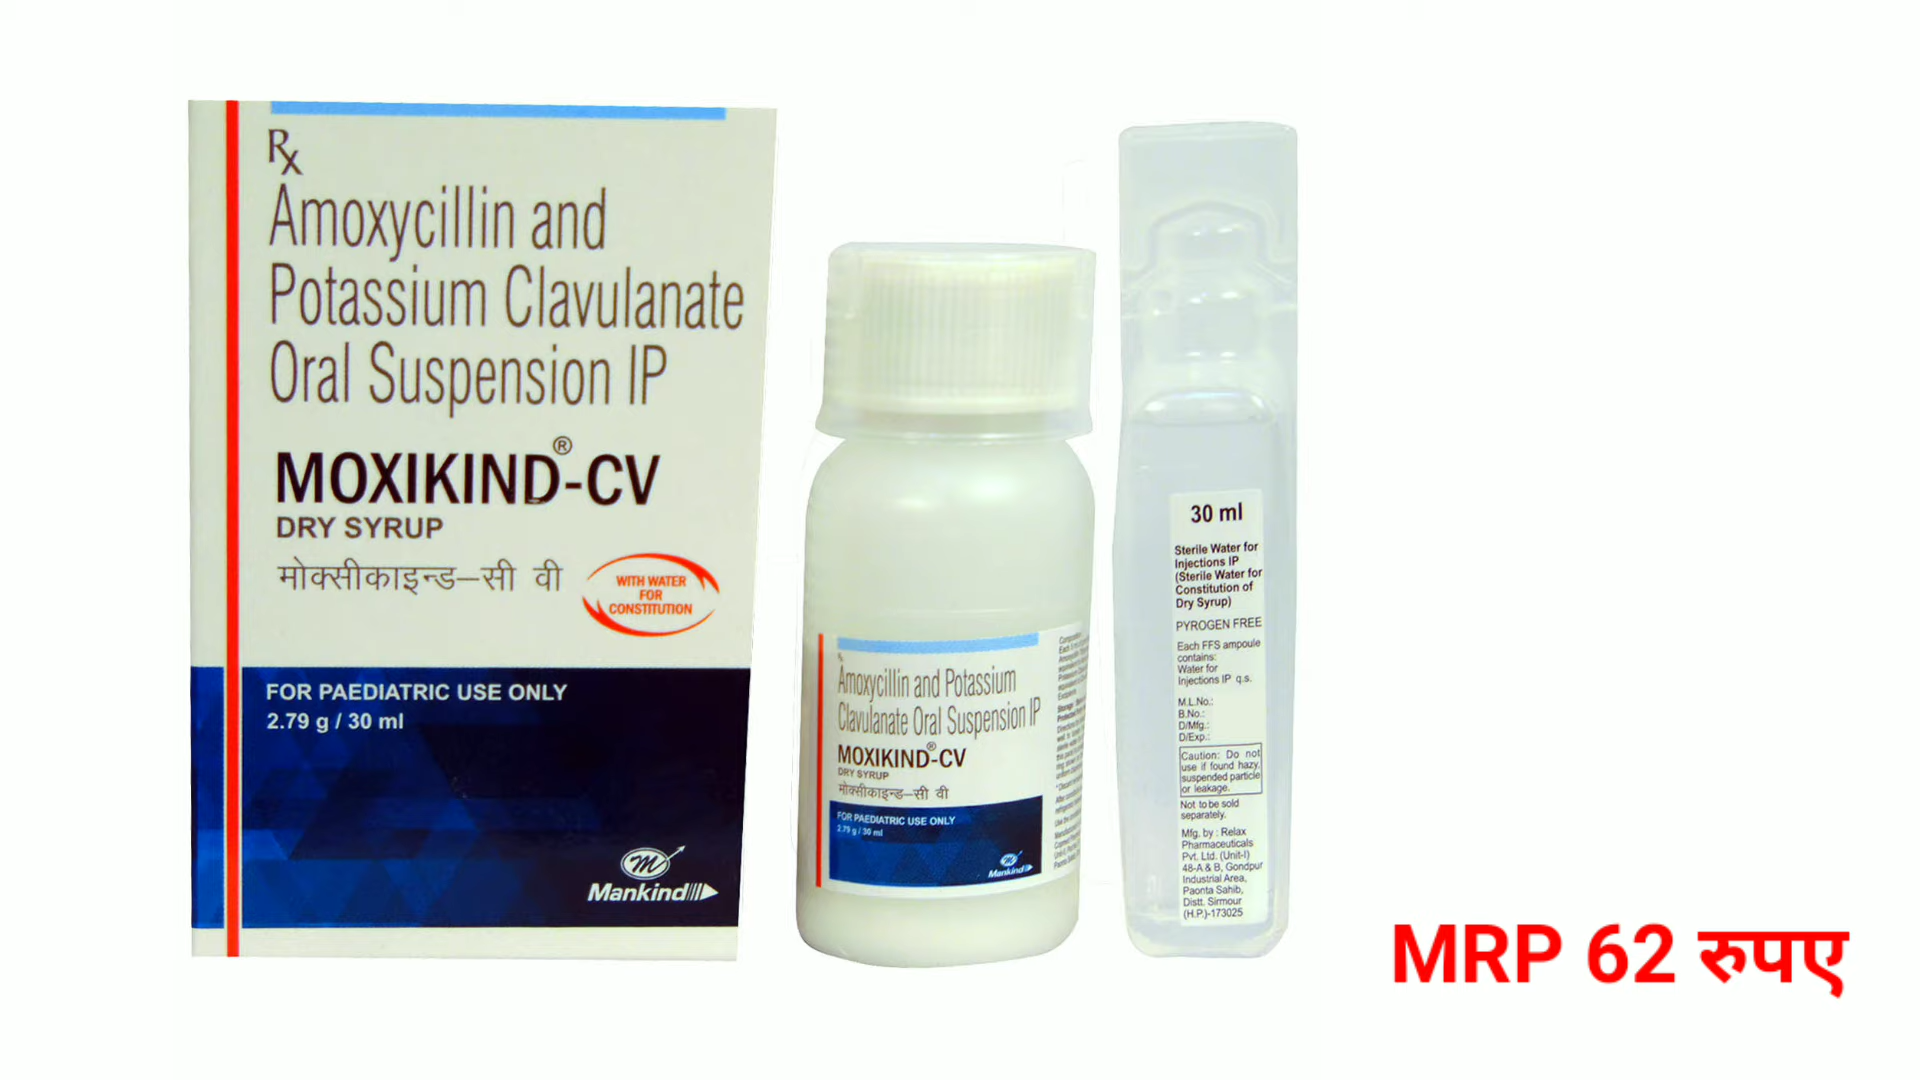 Rx
Amoxycillin and
Potassium Clavulanate
Oral Suspension IP
MOXIKIND®-CV
DRY SYRUP
मोक्सीकाइन्ड–सी वी
WITH WATER
FOR
CONSTITUTION
FOR PAEDIATRIC USE ONLY
2.79 g / 30 ml
Mankind
Amoxycillin and Potassium
Clavulanate Oral Suspension IP
MOXIKIND®-CV
DRY SYRUP
मोक्सीकाइन्ड–सी वी
FOR PAEDIATRIC USE ONLY
2.79 g / 30 ml
Mankind
30 ml
Sterile Water for
Injections IP
(Sterile Water for
Constitution of
Dry Syrup)
PYROGEN FREE
Each FFS ampoule
contains:
Water for
Injections IP q.s.
M.L.No.:
B.No.:
D/Mfg.:
D/Exp.:
Caution: Do not
use if found hazy,
suspended particle
or leakage.
Not to be sold
separately.
Mfg. by : Relax
Pharmaceuticals
Pvt. Ltd. (Unit-I)
48-A & B, Gondpur
Industrial Area,
Paonta Sahib,
Distt. Sirmour
(H.P.)-173025
MRP 62 रुपए